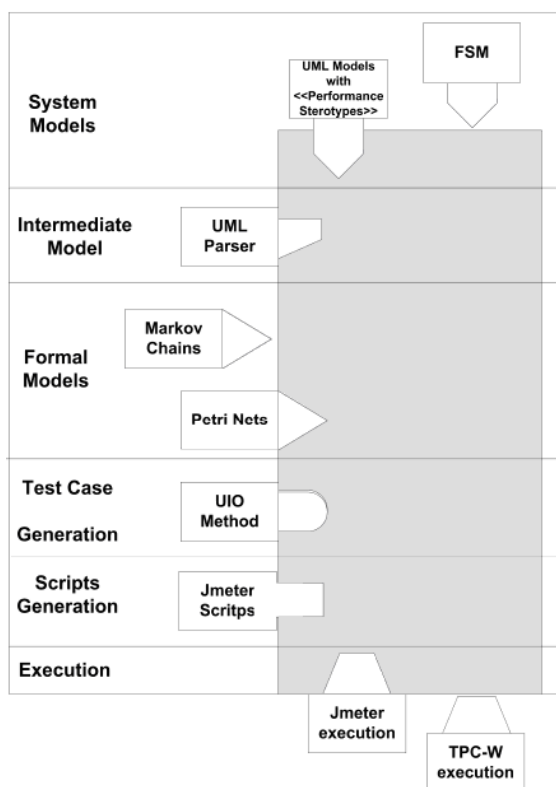 UML Models
with
<<Performance
Sterotypes>>
FSM
System
Models
Intermediate
Model
UML
Parser
Markov
Chains
Formal
Models
Petri Nets
Test Case
Generation
UIO
Method
Scripts
Generation
Jmeter
Scritps
Execution
Jmeter
execution
TPC-W
execution